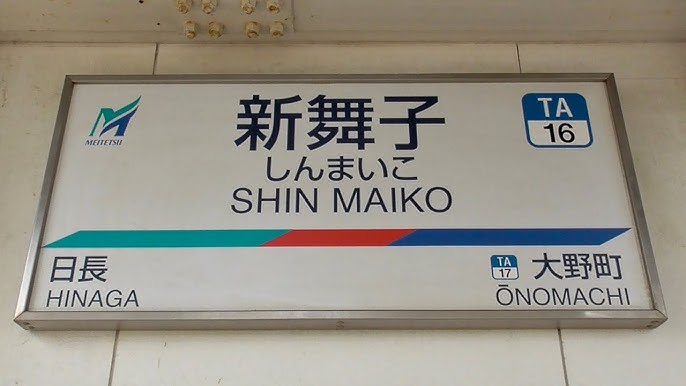 MEITETSU
新舞子
しんまいこ
SHIN MAIKO
TA
16
日長
HINAGA
TA
17
大野町
ŌNOMACHI